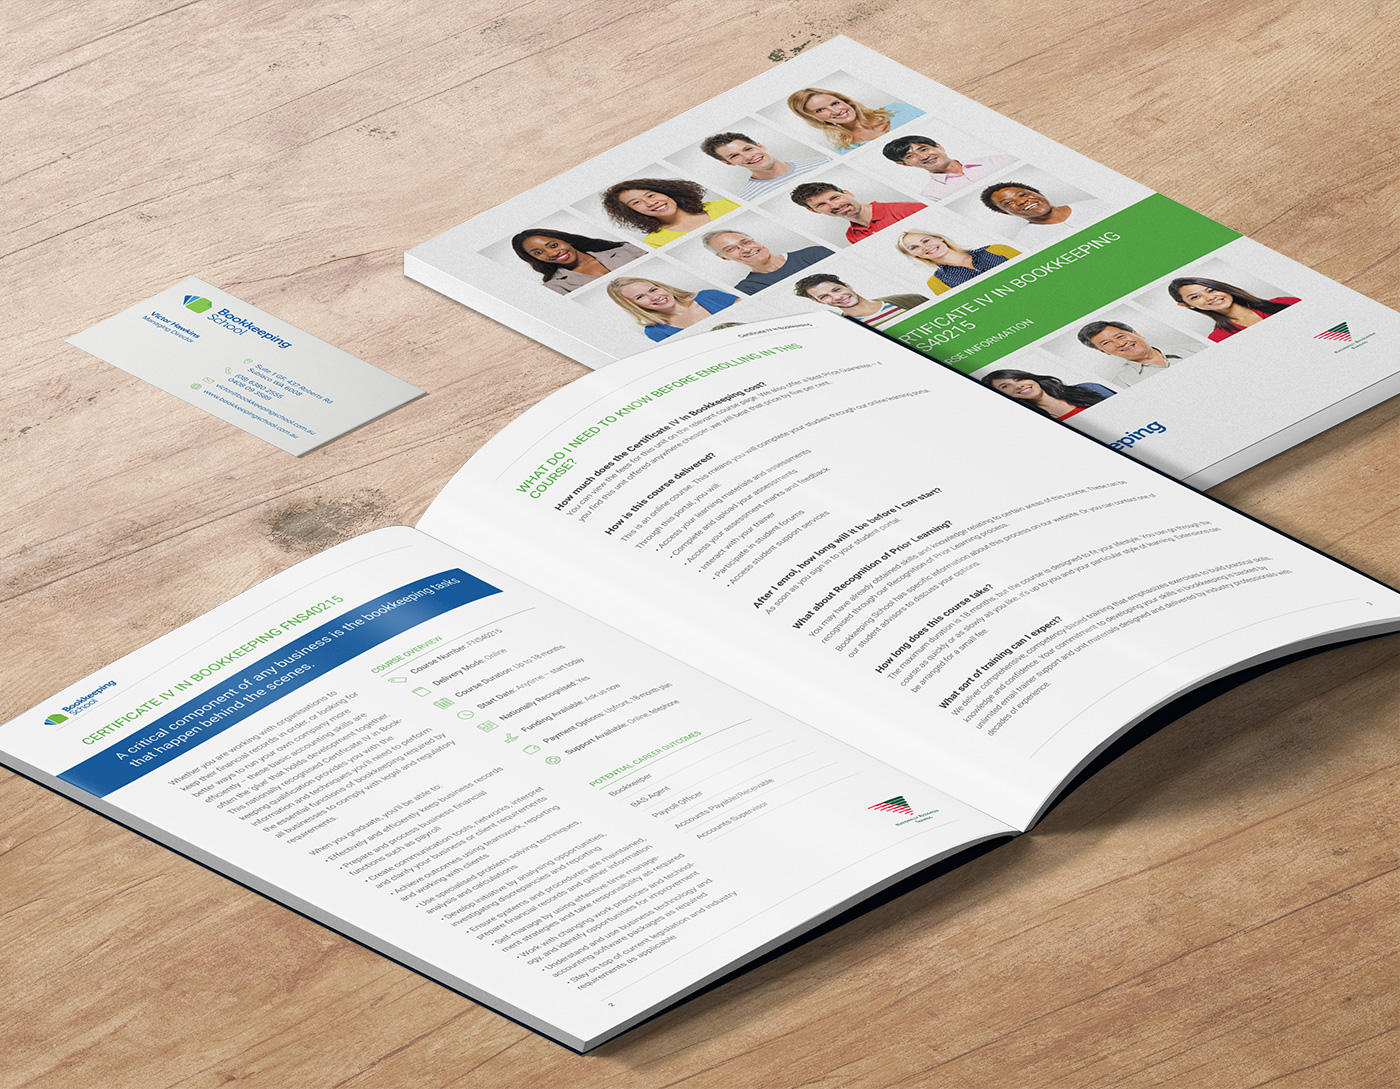 Bookkeeping
School
Victor Hawkins
Managing Director
Suite 1 GF, 437 Roberts Rd
Subiaco WA 6008
(08) 6380 2555
0408 09 3589
victor@bookkeepingschool.com.au
www.bookkeepingschool.com.au
CERTIFICATE IV IN BOOKKEEPING
FNS40215
COURSE INFORMATION
eping
Nationally Recognised
Training
Bookkeeping
School
CERTIFICATE IV IN BOOKKEEPING FNS40215
A critical component of any business is the bookkeeping tasks
that happen behind the scenes.
Whether you are working with organisations to
keep their financial records in order, or looking for
better ways to run your own company more
efficiently – these basic accounting skills are
often the 'glue' that holds development together.
This nationally recognised Certificate IV in Book-
keeping qualification provides you with the
information and techniques you'll need to perform
the essential functions of bookkeeping required by
all businesses to comply with legal and regulatory
requirements.
When you graduate, you'll be able to:
• Effectively and efficiently keep business records
• Prepare and process business financial
functions such as payroll
• Create communication tools, networks, interpret
and clarify your business or client requirements
• Achieve outcomes using teamwork, reporting
and working with clients
• Use specialised problem solving techniques,
analysis and calculations
• Develop initiative by analysing opportunities,
investigating discrepancies and reporting
• Ensure systems and procedures are maintained,
prepare financial records and gather information
• Self-manage by using effective time manage-
ment strategies and take responsibility as required
• Work with changing work practices and technol-
ogy, and identify opportunities for improvement
• Understand and use business technology and
accounting software packages as required
• Stay on top of current legislation and industry
requirements as applicable
2
COURSE OVERVIEW
Course Number: FNS40215
Delivery Mode: Online
Course Duration: Up to 18 months
Start Date: Anytime – start today
Nationally Recognised: Yes
Funding Available: Ask us now
Payment Options: Upfront, 18-month plan
Support Available: Online, telephone
POTENTIAL CAREER OUTCOMES
Bookkeeper
BAS Agent
Payroll Officer
Accounts Payable/Receivable
Accounts Supervisor
Nationally Recognised
Training
Certificate IV in Bookkeeping
WHAT DO I NEED TO KNOW BEFORE ENROLLING IN THIS
COURSE?
How much does the Certificate IV in Bookkeeping cost?
You can view the fees for this unit on the relevant course page. We also offer a Best Price Guarantee – if
you find this unit offered anywhere cheaper, we will beat that price by five per cent.
How is this course delivered?
This is an online course. This means you will complete your studies through our online learning portal.
Through this portal, you will:
• Access your learning materials and assessments
• Complete and upload your assessments
• Access your assessment marks and feedback
• Interact with your trainer
• Participate in student forums
• Access student support services
After I enrol, how long will it be before I can start?
As soon as you sign in to your student portal.
What about Recognition of Prior Learning?
You may have already obtained skills and knowledge relating to certain areas of this course. These can be
recognised through our Recognition of Prior Learning process.
Bookkeeping School has specific information about this process on our website. Or you can contact one of
our student advisors to discuss your options.
How long does this course take?
The maximum duration is 18 months, but the course is designed to fit your lifestyle. You can go through the
course as quickly or as slowly as you take, it's up to you and your particular style of learning. Extensions can
be arranged for a small fee.
What sort of training can I expect?
We deliver comprehensive, competency-based training that emphasizes exercises to build practical skills,
knowledge and confidence. Your commitment to developing your skills in bookkeeping is backed by
unlimited email trainer support and unit materials designed and delivered by industry professionals with
decades of experience.
3